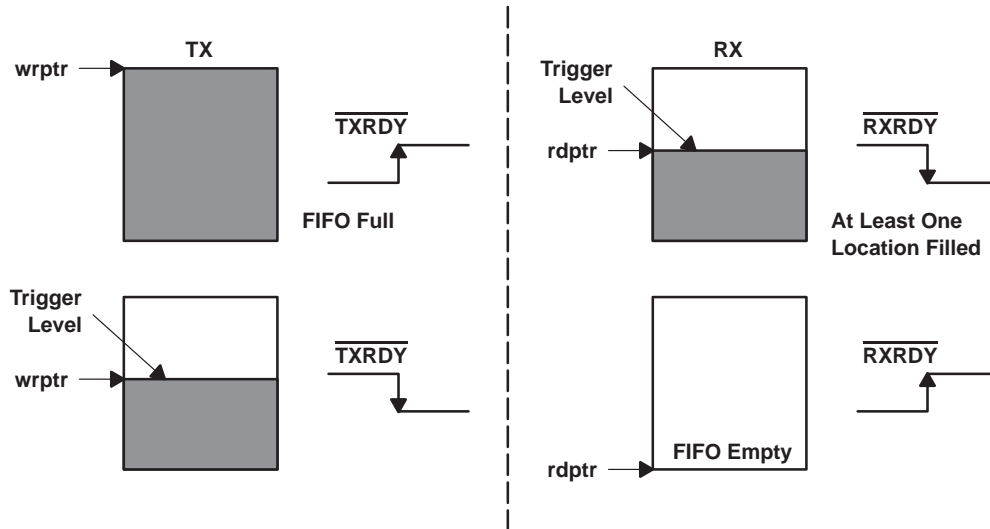 TX
wrptr
TXRDY
FIFO Full
Trigger
Level
wrptr
TXRDY
RX
Trigger
Level
rdptr
RXRDY
At Least One
Location Filled
RXRDY
FIFO Empty
rdptr